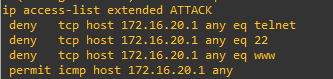 ip access-list extended ATTACK
deny   tcp host 172.16.20.1 any eq telnet
deny   tcp host 172.16.20.1 any eq 22
deny   tcp host 172.16.20.1 any eq www
permit icmp host 172.16.20.1 any